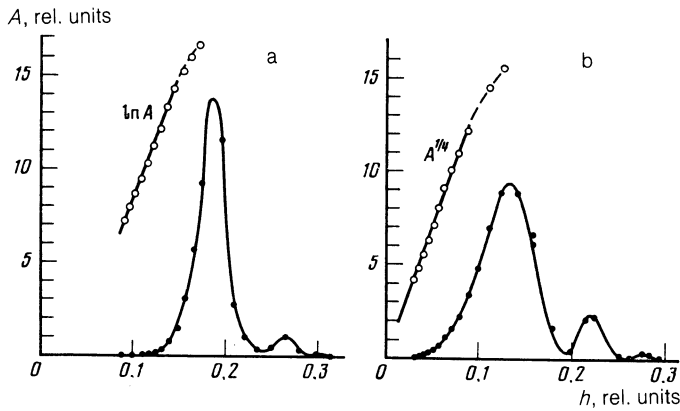 A, rel. units
a
b
ln A
A^1/4
15
10
5
15
10
5
0 0,1 0,2 0,3
0 0,1 0,2 0,3
h, rel. units